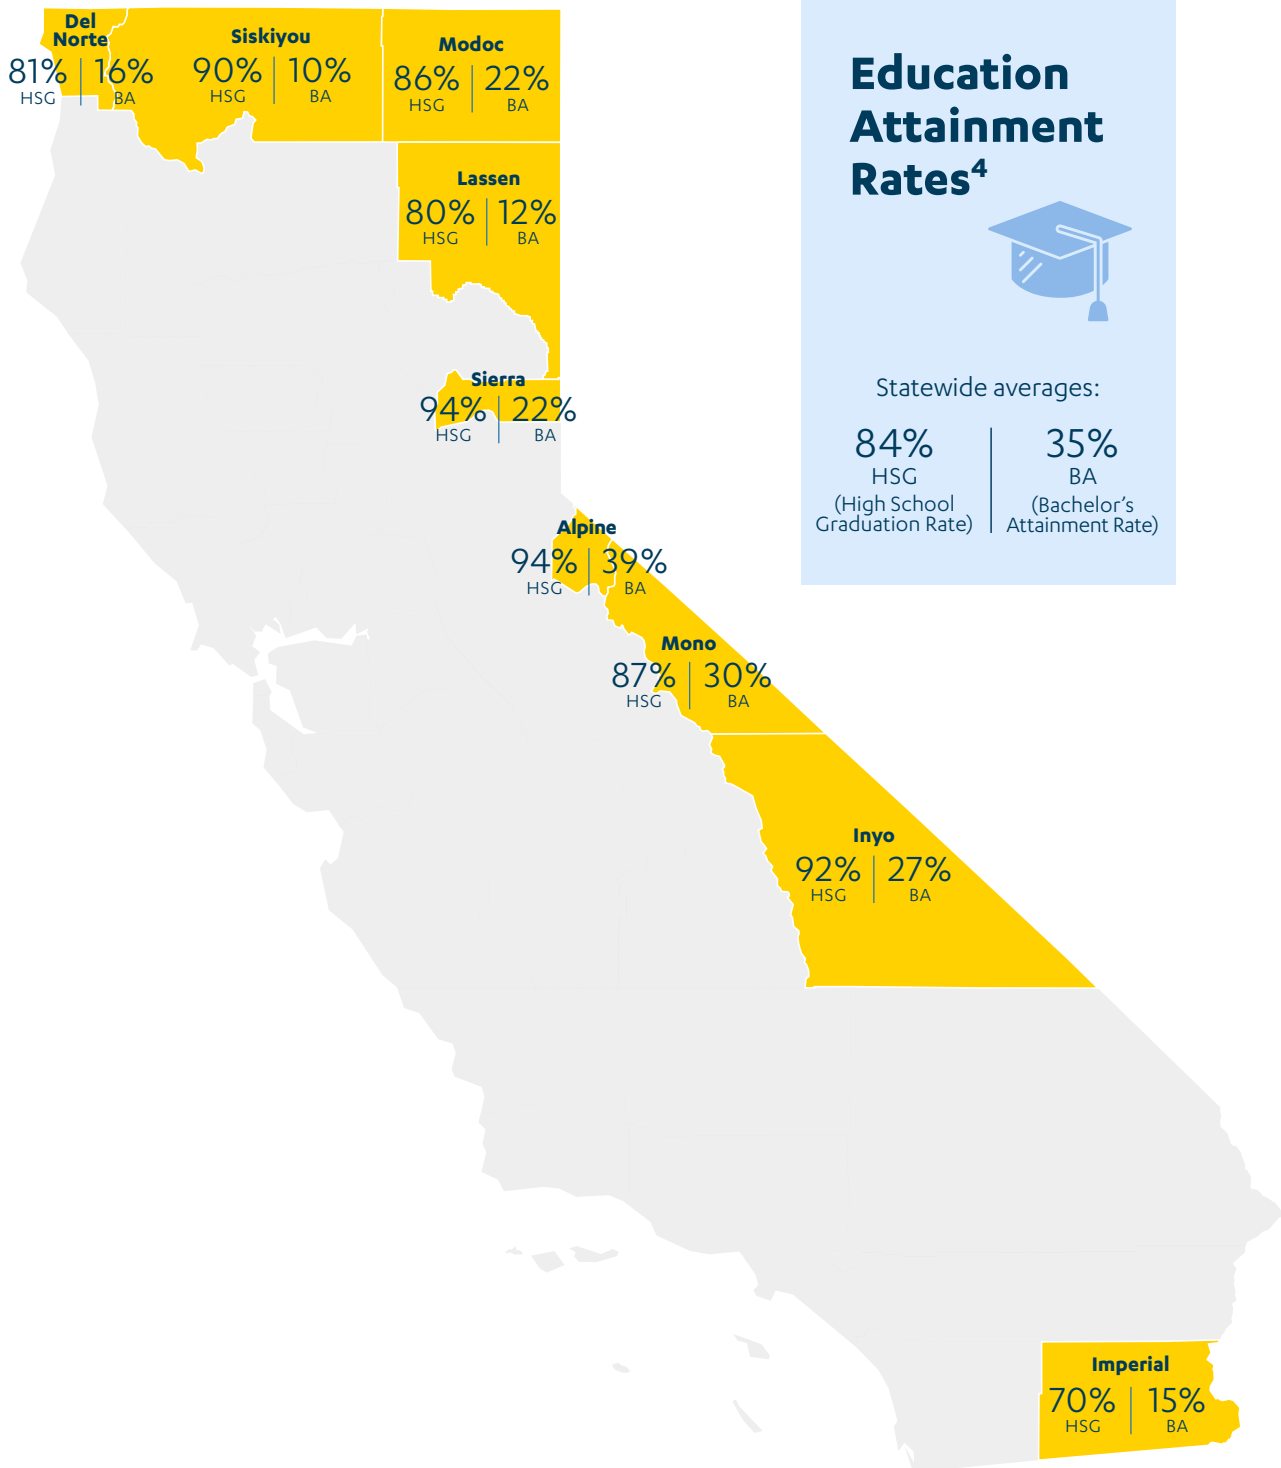 Del
Norte
81% 16%
HSG BA
Siskiyou
90% 10%
HSG BA
Modoc
86% 22%
HSG BA
Education
Attainment
Rates⁴
Lassen
80% 12%
HSG BA
Sierra
94% 22%
HSG BA
Statewide averages:
84% 35%
HSG BA
(High School
Graduation Rate)
(Bachelor’s
Attainment Rate)
Alpine
94% 39%
HSG BA
Mono
87% 30%
HSG BA
Inyo
92% 27%
HSG BA
Imperial
70% 15%
HSG BA